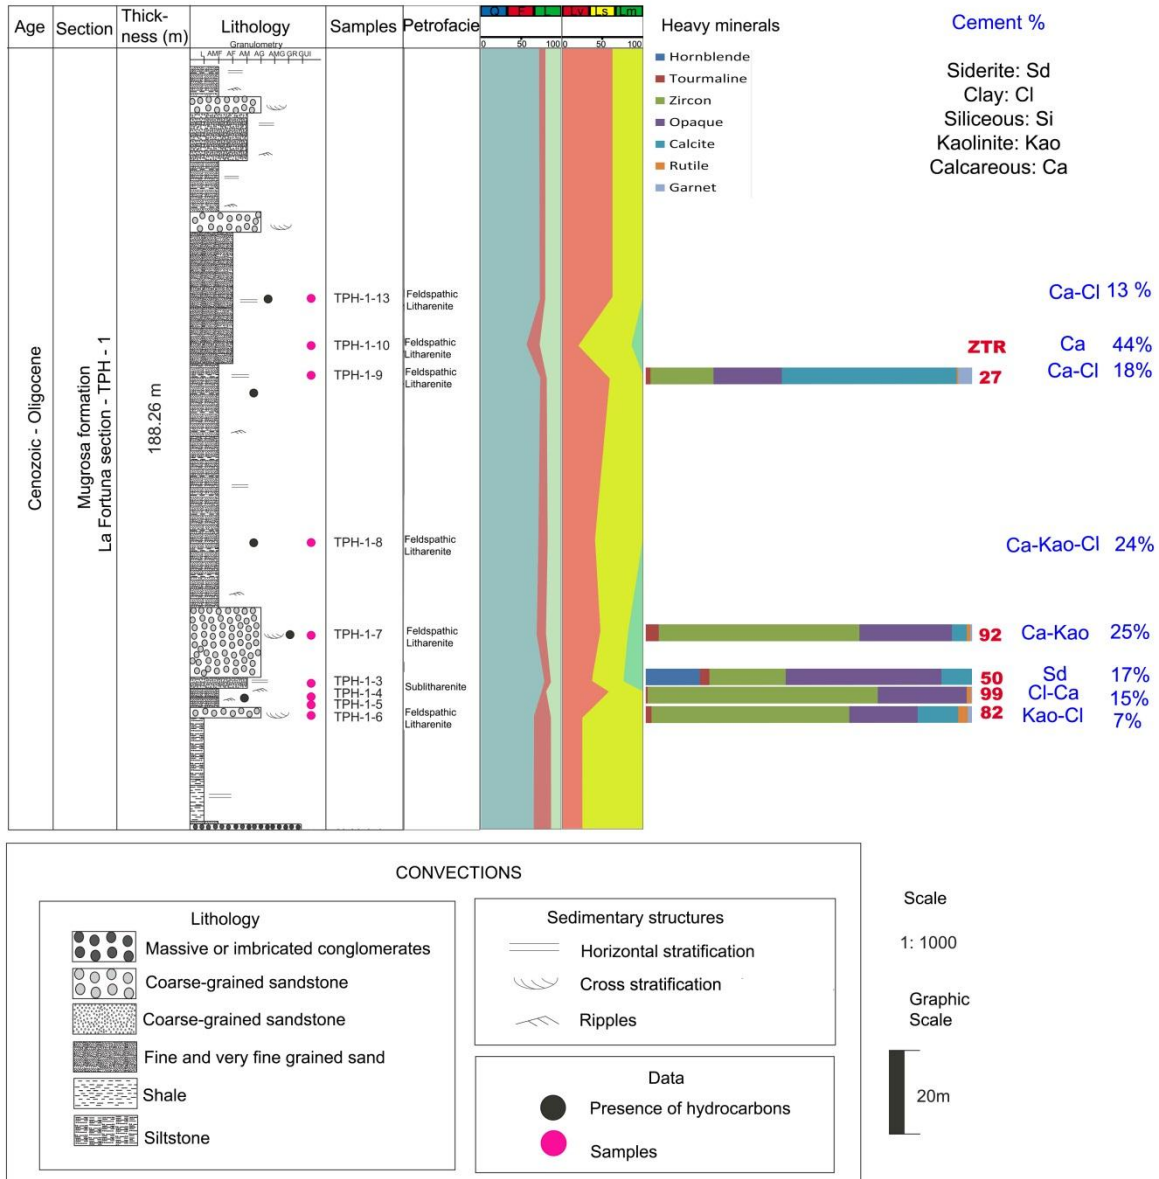 Age
Section
Thick-
ness (m)
Lithology
Samples
Petrofacie
Granulometry
L AMF AF AM AG AMG GR GUI
Q F L Lv Ls Lm
0 50 100 0 50 100
Heavy minerals
Hornblende
Tourmaline
Zircon
Opaque
Calcite
Rutile
Garnet
Cement %
Siderite: Sd
Clay: Cl
Siliceous: Si
Kaolinite: Kao
Calcareous: Ca
Cenozoic - Oligocene
Mugrosa formation
La Fortuna section - TPH - 1
188.26 m
TPH-1-13
Feldspathic
Litharenite
Ca-Cl 13 %
TPH-1-10
Feldspathic
Litharenite
ZTR
Ca 44%
TPH-1-9
Feldspathic
Litharenite
27
Ca-Cl 18%
TPH-1-8
Feldspathic
Litharenite
Ca-Kao-Cl 24%
TPH-1-7
Feldspathic
Litharenite
92
Ca-Kao 25%
TPH-1-3
TPH-1-4
TPH-1-5
TPH-1-6
Sublitharenite
Feldspathic
Litharenite
50
Sd 17%
99
Cl-Ca 15%
82
Kao-Cl 7%
CONVECTIONS
Lithology
Massive or imbricated conglomerates
Coarse-grained sandstone
Coarse-grained sandstone
Fine and very fine grained sand
Shale
Siltstone
Sedimentary structures
Horizontal stratification
Cross stratification
Ripples
Data
Presence of hydrocarbons
Samples
Scale
1: 1000
Graphic
Scale
20m